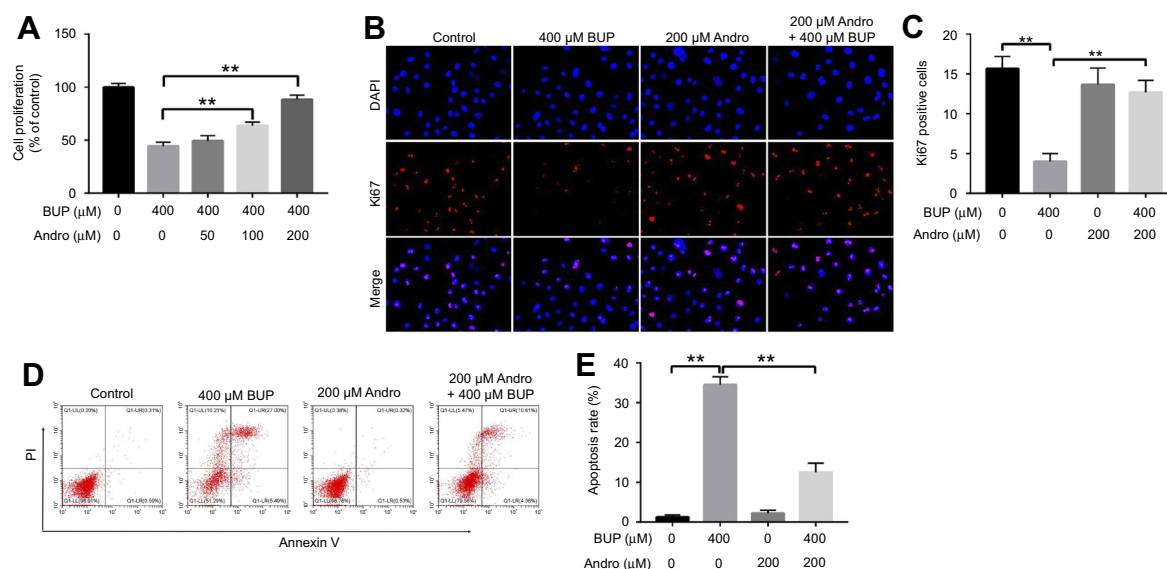 A
Cell proliferation
(% of control)
150
100
50
0
**
**
BUP (µM) 0 400 400 400 400
Andro (µM) 0 0 50 100 200
B
Control 400 µM BUP 200 µM Andro 200 µM Andro
+ 400 µM BUP
DAPI
Ki67
Merge
C
Ki67 positive cells
20
15
10
5
0
**
**
BUP (µM) 0 400 0 400
Andro (µM) 0 0 200 200
D
Control 400 µM BUP 200 µM Andro 200 µM Andro
+ 400 µM BUP
PI
Annexin V
E
Apoptosis rate (%)
40
30
20
10
0
**
**
BUP (µM) 0 400 0 400
Andro (µM) 0 0 200 200